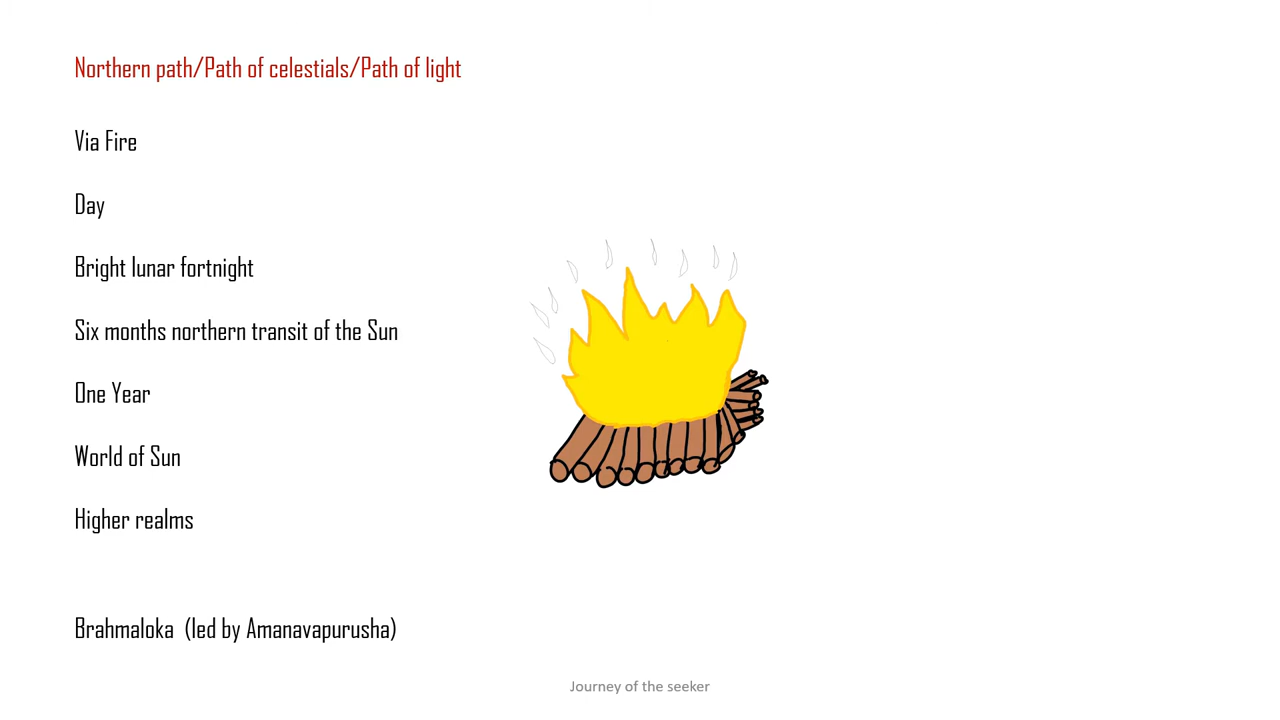 Northern path/Path of celestials/Path of light
Via Fire
Day
Bright lunar fortnight
Six months northern transit of the Sun
One Year
World of Sun
Higher realms
Brahmaloka (led by Amanavapurusha)
Journey of the seeker